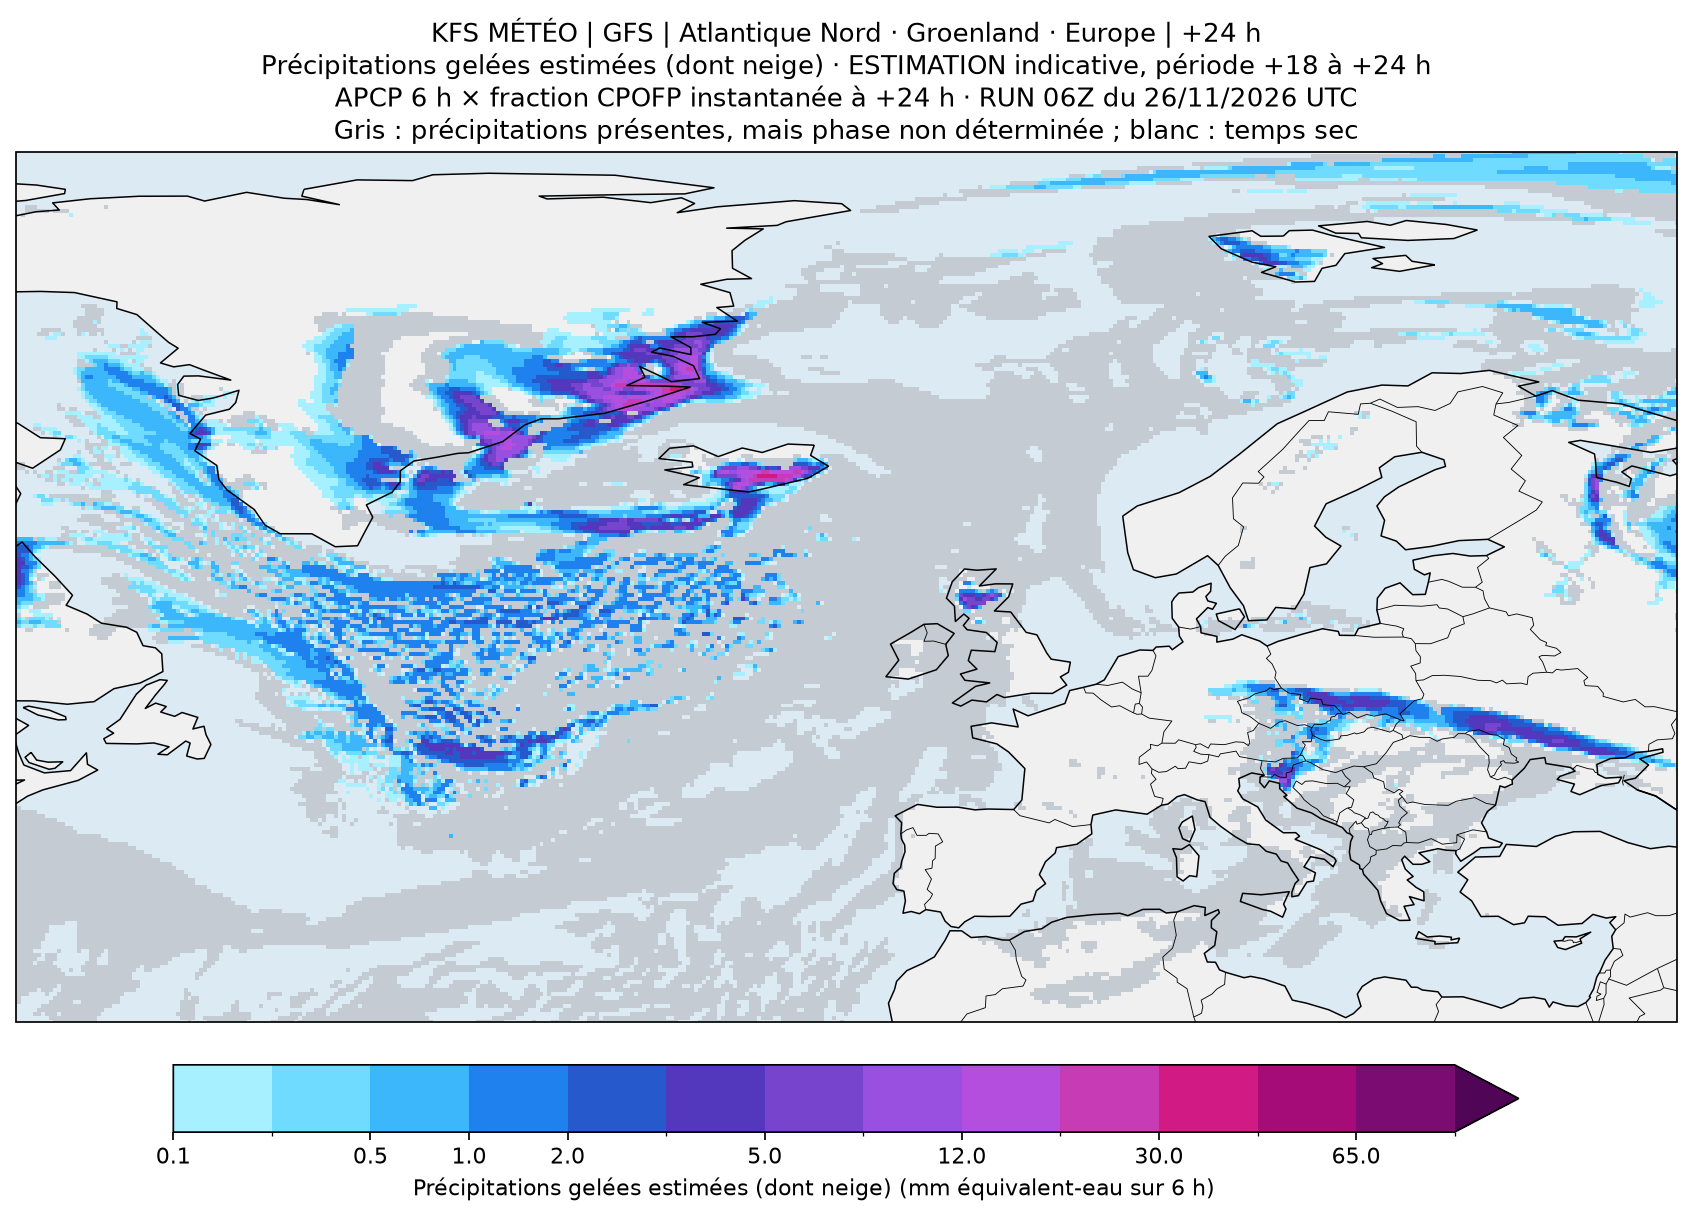 KFS MÉTÉO | GFS | Atlantique Nord · Groenland · Europe | +24 h
Précipitations gelées estimées (dont neige) · ESTIMATION indicative, période +18 à +24 h
APCP 6 h × fraction CPOFP instantanée à +24 h · RUN 06Z du 26/11/2026 UTC
Gris : précipitations présentes, mais phase non déterminée ; blanc : temps sec
0.1 0.5 1.0 2.0 5.0 12.0 30.0 65.0
Précipitations gelées estimées (dont neige) (mm équivalent-eau sur 6 h)